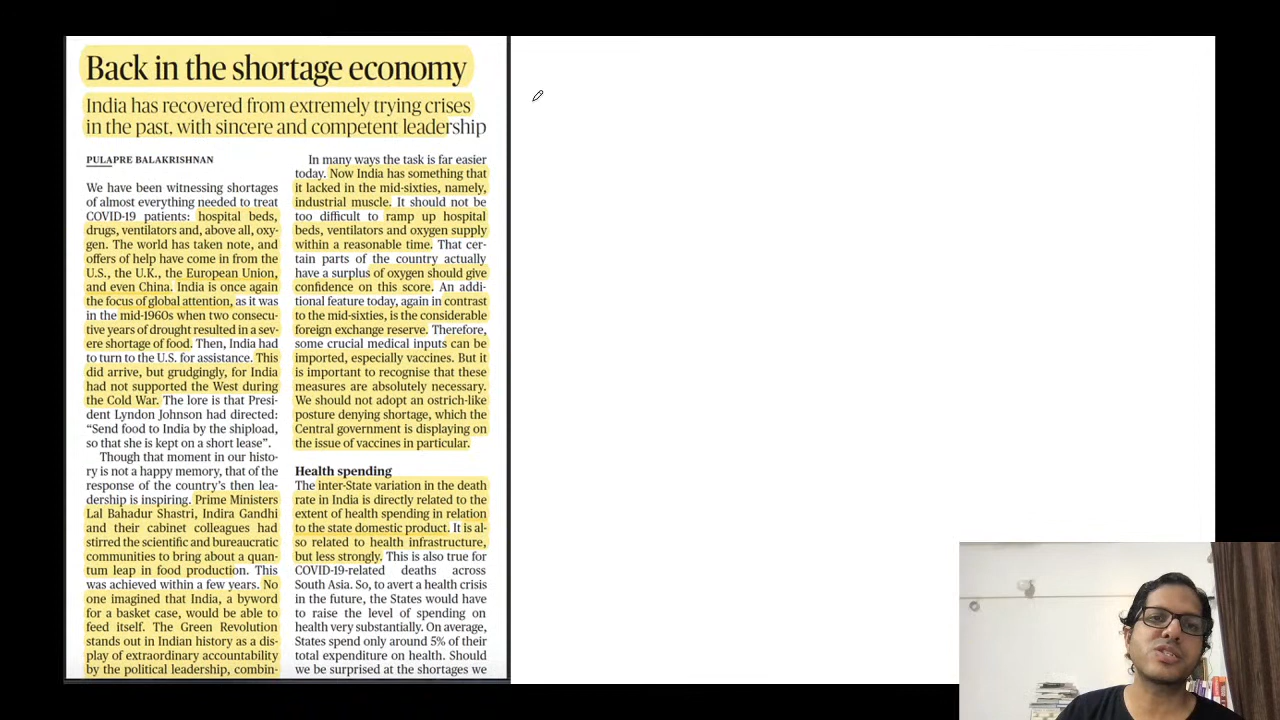 Back in the shortage economy
India has recovered from extremely trying crises
in the past, with sincere and competent leadership
PULAPRE BALAKRISHNAN
We have been witnessing shortages
of almost everything needed to treat
COVID-19 patients: hospital beds,
drugs, ventilators and, above all, oxy-
gen. The world has taken note, and
offers of help have come in from the
U.S., the U.K., the European Union,
and even China. India is once again
the focus of global attention, as it was
in the mid-1960s when two consecu-
tive years of drought resulted in a sev-
ere shortage of food. Then, India had
to turn to the U.S. for assistance. This
did arrive, but grudgingly, for India
had not supported the West during
the Cold War. The lore is that Presi-
dent Lyndon Johnson had directed:
“Send food to India by the shipload,
so that she is kept on a short lease”.
Though that moment in our histo-
ry is not a happy memory, that of the
response of the country's then lea-
dership is inspiring. Prime Ministers
Lal Bahadur Shastri, Indira Gandhi
and their cabinet colleagues had
stirred the scientific and bureaucratic
communities to bring about a quan-
tum leap in food production. This
was achieved within a few years. No
one imagined that India, a byword
for a basket case, would be able to
feed itself. The Green Revolution
stands out in Indian history as a dis-
play of extraordinary accountability
by the political leadership, combin-
In many ways the task is far easier
today. Now India has something that
it lacked in the mid-sixties, namely,
industrial muscle. It should not be
too difficult to ramp up hospital
beds, ventilators and oxygen supply
within a reasonable time. That cer-
tain parts of the country actually
have a surplus of oxygen should give
confidence on this score. An addi-
tional feature today, again in contrast
to the mid-sixties, is the considerable
foreign exchange reserve. Therefore,
some crucial medical inputs can be
imported, especially vaccines. But it
is important to recognise that these
measures are absolutely necessary.
We should not adopt an ostrich-like
posture denying shortage, which the
Central government is displaying on
the issue of vaccines in particular.
Health spending
The inter-State variation in the death
rate in India is directly related to the
extent of health spending in relation
to the state domestic product. It is al-
so related to health infrastructure,
but less strongly. This is also true for
COVID-19-related deaths across
South Asia. So, to avert a health crisis
in the future, the States would have
to raise the level of spending on
health very substantially. On average,
States spend only around 5% of their
total expenditure on health. Should
we be surprised at the shortages we